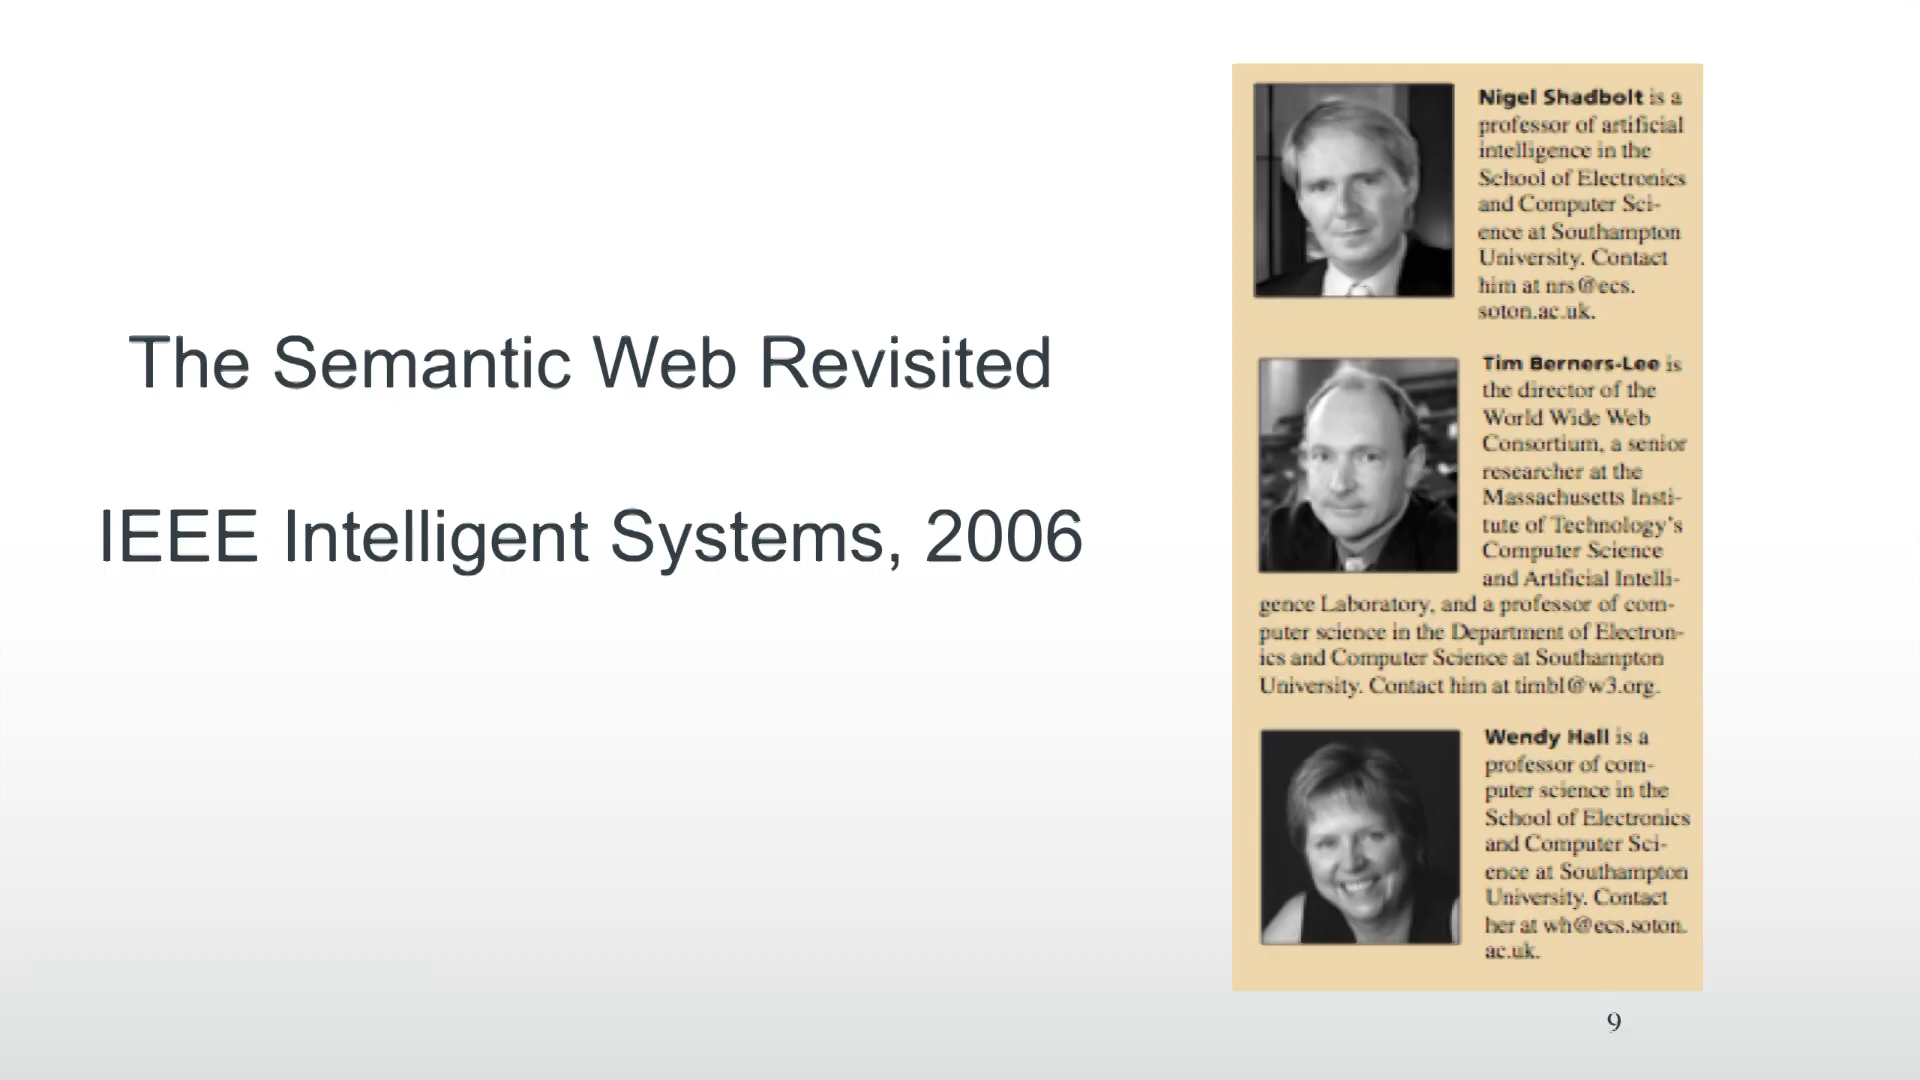 The Semantic Web Revisited
IEEE Intelligent Systems, 2006
Nigel Shadbolt is a
professor of artificial
intelligence in the
School of Electronics
and Computer Sci-
ence at Southampton
University. Contact
him at nrs@ecs.
soton.ac.uk.
Tim Berners-Lee is
the director of the
World Wide Web
Consortium, a senior
researcher at the
Massachusetts Insti-
tute of Technology's
Computer Science
and Artificial Intelli-
gence Laboratory, and a professor of com-
puter science in the Department of Electron-
ics and Computer Science at Southampton
University. Contact him at timbl@w3.org.
Wendy Hall is a
professor of com-
puter science in the
School of Electronics
and Computer Sci-
ence at Southampton
University. Contact
her at wh@ecs.soton.
ac.uk.
9